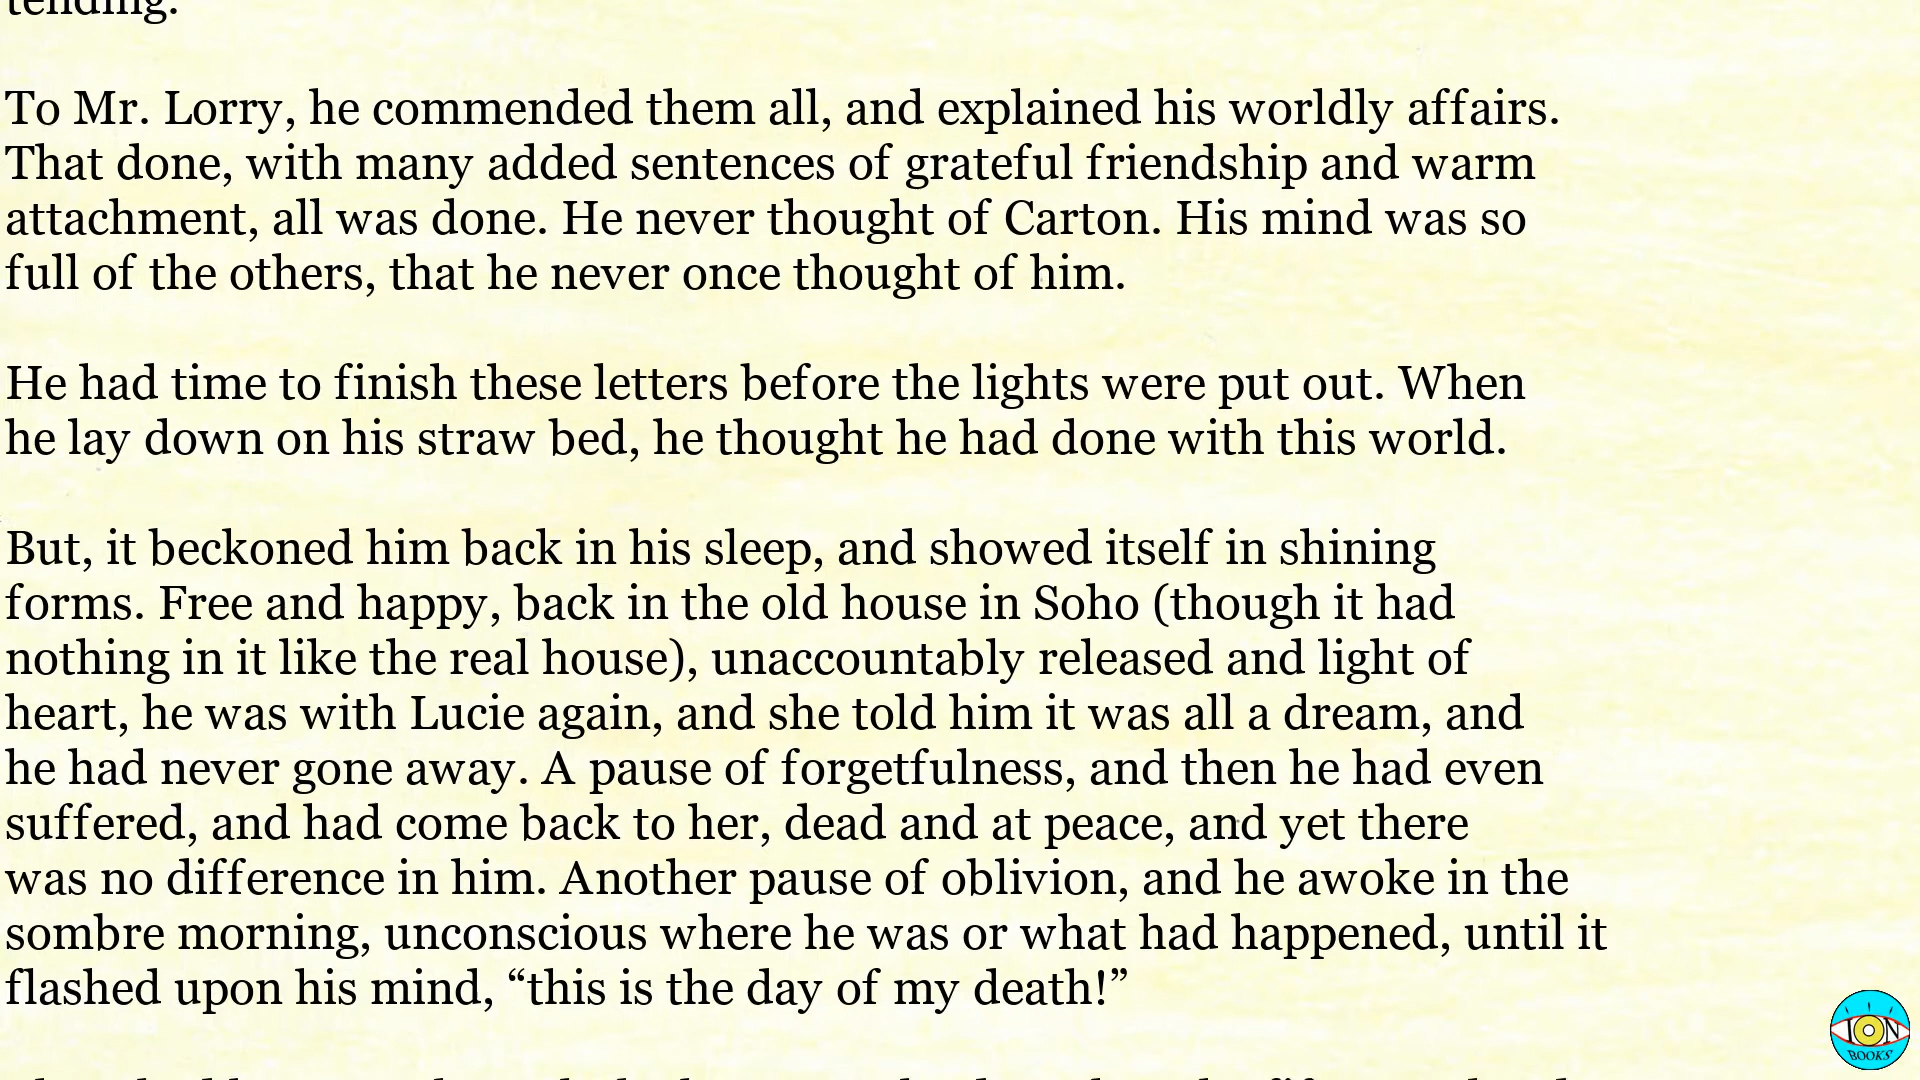 tending.
To Mr. Lorry, he commended them all, and explained his worldly affairs.
That done, with many added sentences of grateful friendship and warm
attachment, all was done. He never thought of Carton. His mind was so
full of the others, that he never once thought of him.
He had time to finish these letters before the lights were put out. When
he lay down on his straw bed, he thought he had done with this world.
But, it beckoned him back in his sleep, and showed itself in shining
forms. Free and happy, back in the old house in Soho (though it had
nothing in it like the real house), unaccountably released and light of
heart, he was with Lucie again, and she told him it was all a dream, and
he had never gone away. A pause of forgetfulness, and then he had even
suffered, and had come back to her, dead and at peace, and yet there
was no difference in him. Another pause of oblivion, and he awoke in the
sombre morning, unconscious where he was or what had happened, until it
flashed upon his mind, “this is the day of my death!”
ION
BOOKS